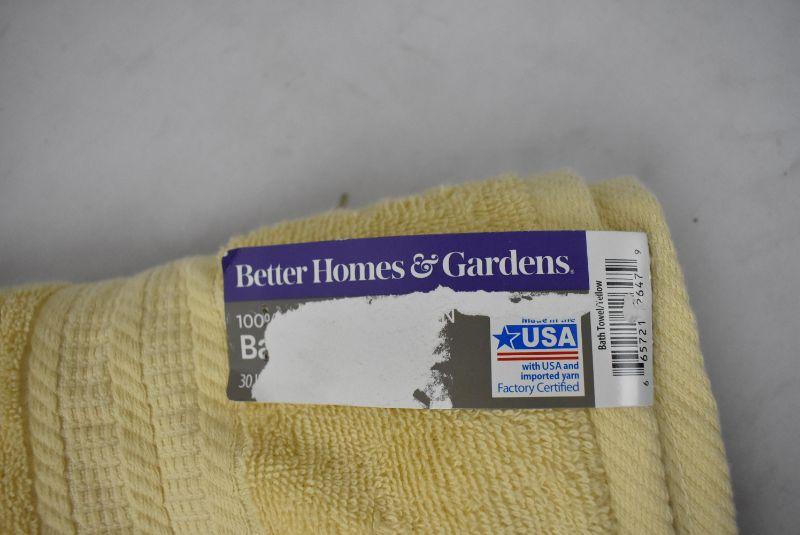 Better Homes & Gardens®
100%
Ba
30
Made in the
USA
with USA and
imported yarn
Factory Certified
Bath Towel/Yellow
6 65721 26479 9